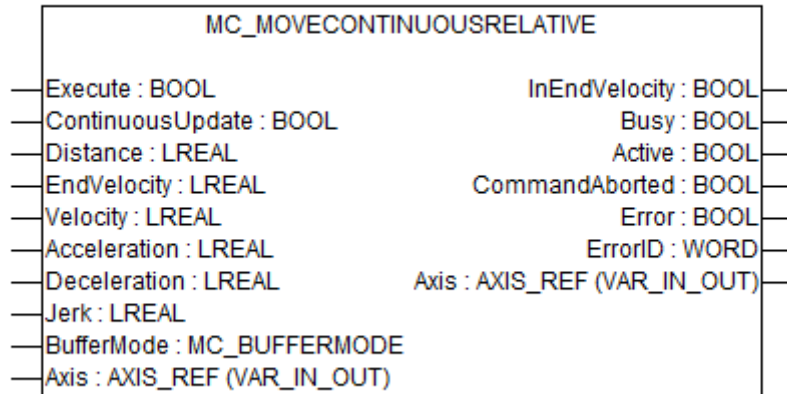 MC_MOVECONTINUOUSRELATIVE
Execute : BOOL InEndVelocity : BOOL
ContinuousUpdate : BOOL Busy : BOOL
Distance : LREAL Active : BOOL
EndVelocity : LREAL CommandAborted : BOOL
Velocity : LREAL Error : BOOL
Acceleration : LREAL ErrorID : WORD
Deceleration : LREAL Axis : AXIS_REF (VAR_IN_OUT)
Jerk : LREAL
BufferMode : MC_BUFFERMODE
Axis : AXIS_REF (VAR_IN_OUT)